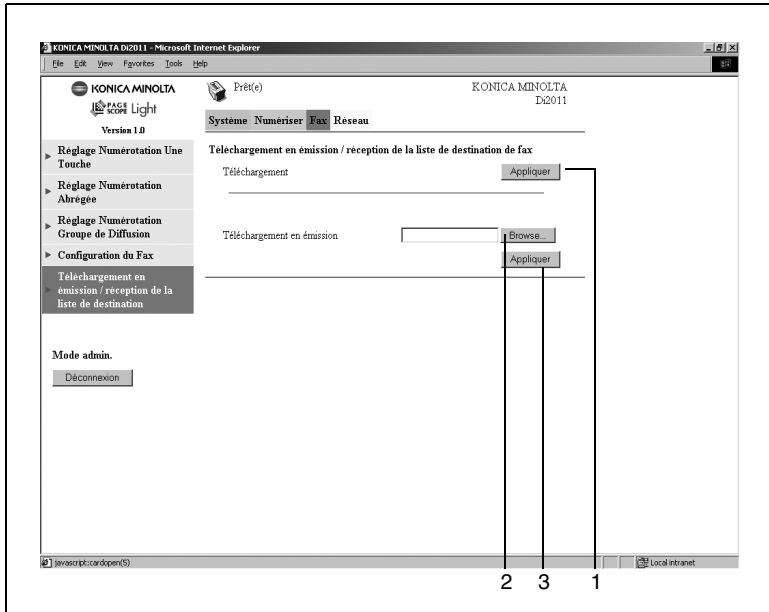 KONICA MINOLTA Di2011 - Microsoft Internet Explorer
File Edit View Favorites Tools Help
KONICA MINOLTA
PAGE SCOPE Light
Version 1.0
Prêt(e)
KONICA MINOLTA
Di2011
Système Numériser Fax Réseau
Réglage Numérotation Une
Touche
Réglage Numérotation
Abrégée
Réglage Numérotation
Groupe de Diffusion
Configuration du Fax
Téléchargement en
émission / réception de la
liste de destination
Mode admin.
Déconnexion
Téléchargement en émission / réception de la liste de destination de fax
Téléchargement
Appliquer
Téléchargement en émission
Browse...
Appliquer
javascript:cardopen(5)
Local intranet
2 3 1